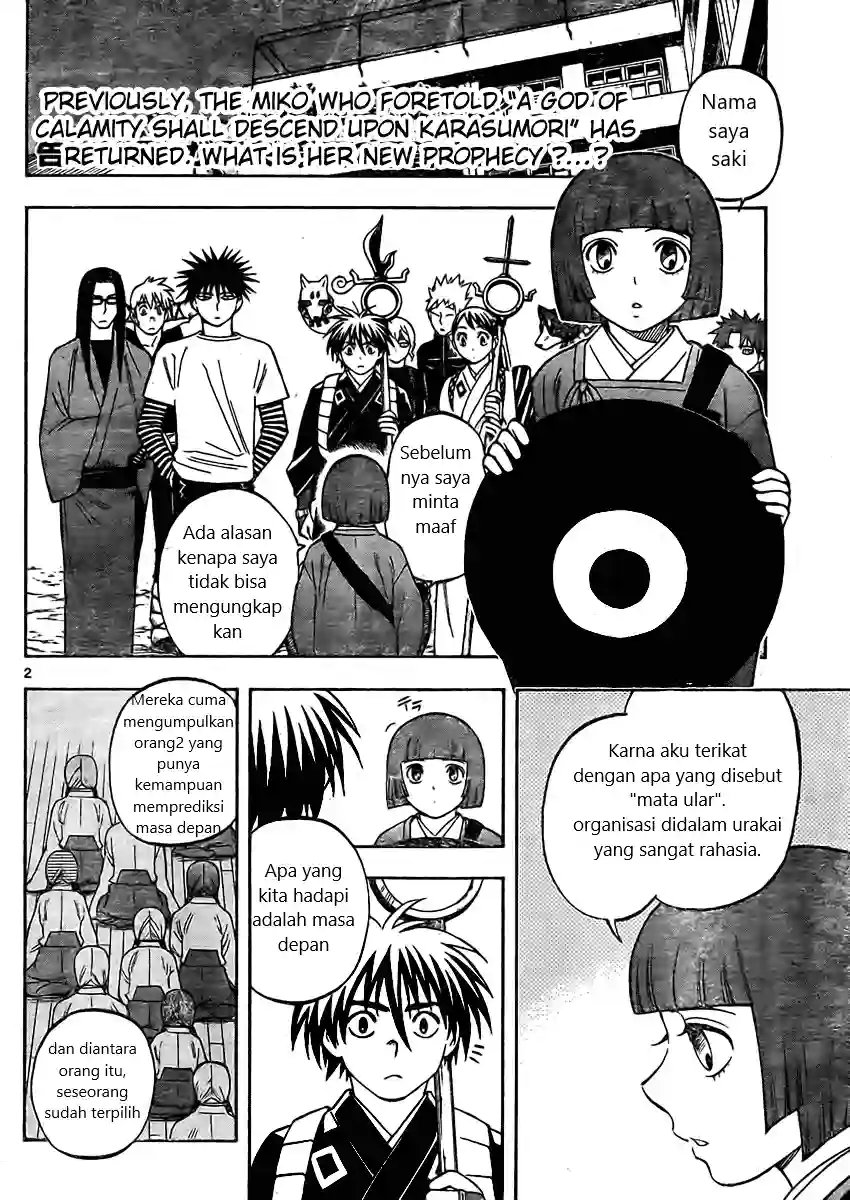 PREVIOUSLY, THE MIKO WHO FORETOLD "A GOD OF
CALAMITY SHALL DESCEND UPON KARASUMORI" HAS
RETURNED. WHAT IS HER NEW PROPHECY ?...?
Nama
saya
saki
Sebelum
nya saya
minta
maaf
Ada alasan
kenapa saya
tidak bisa
mengungkap
kan
2
Karna aku terikat
dengan apa yang disebut
"mata ular".
organisasi didalam urakai
yang sangat rahasia.
チラ
Apa yang
kita hadapi
adalah masa
depan
Mereka cuma
mengumpulkan
orang2 yang
punya
kemampuan
memprediksi
masa depan
dan diantara
orang itu,
seseorang
sudah terpilih